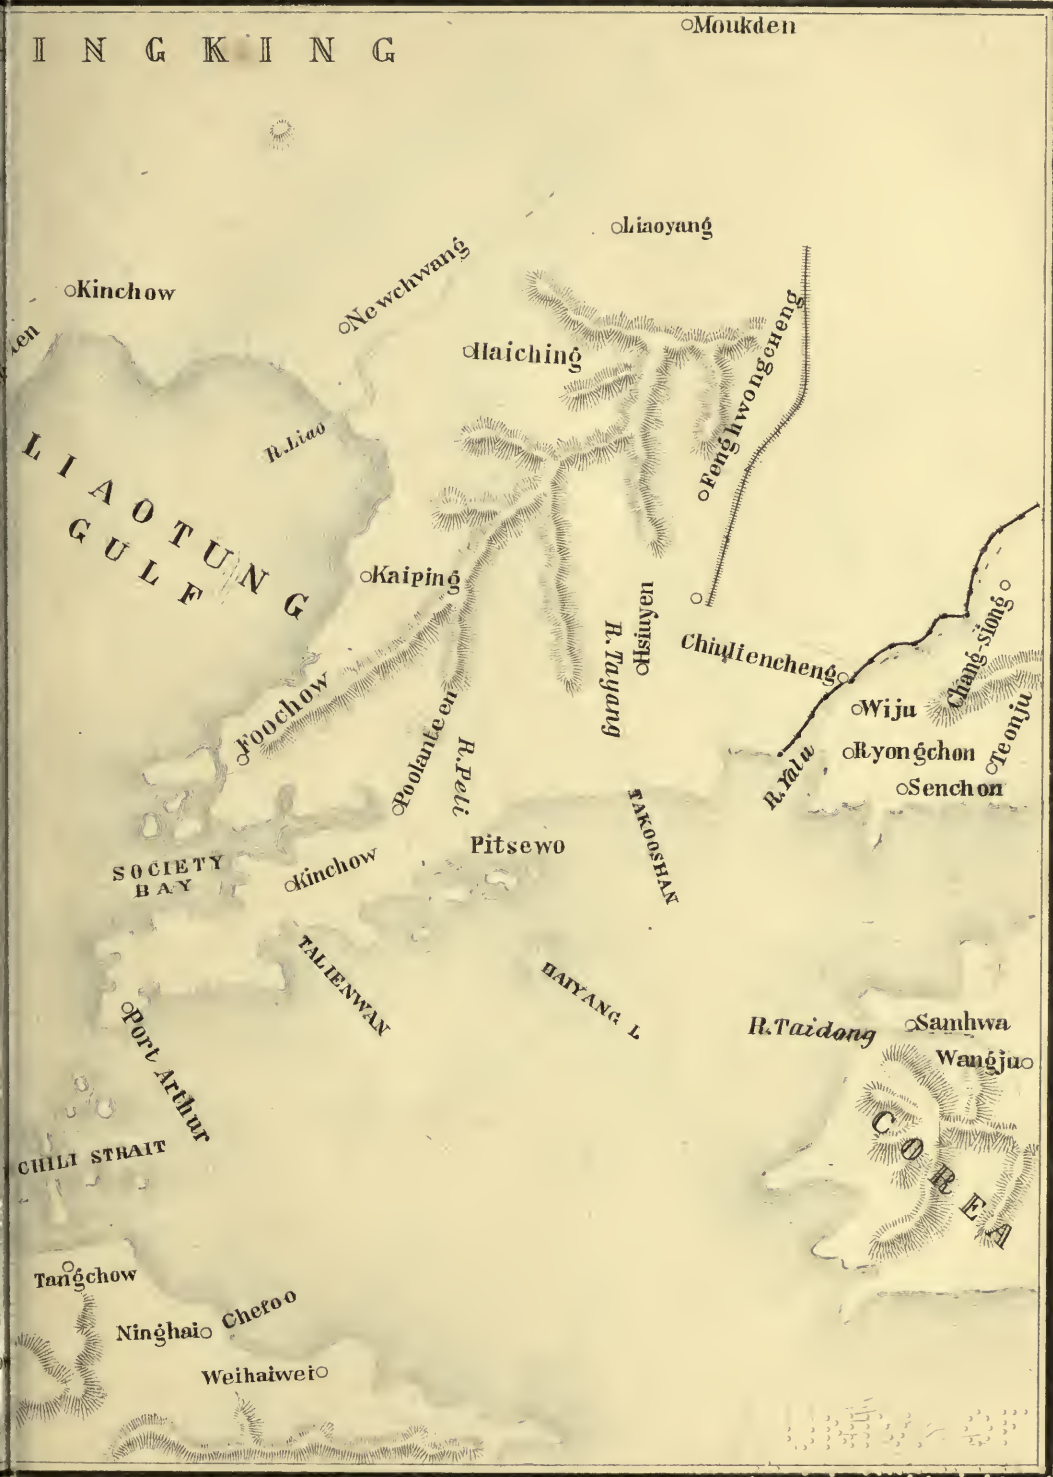 Moukden
INGKING
Liaoyang
Newchwang
Kinchow
FenghwongcHeng
Haiching
R. Liao
LIAOTUNG
GULF
Kaiping
Hsiuyen
R. Tayang
Chang-siong
Chiuliencheng
Foochow
Wiju
Teonju
Poolanteen
R. Peli
R. Yalu
Ryongchon
Senchon
TAKOOSHAN
Pitsewo
SOCIETY
BAY
Kinchow
TALIENWAN
HAIYANG I.
Port Arthur
R. Taidong
Samhwa
Wangju
COREA
CHILI STRAIT
Tangchow
Ninghai
Chefoo
Weihaiwei